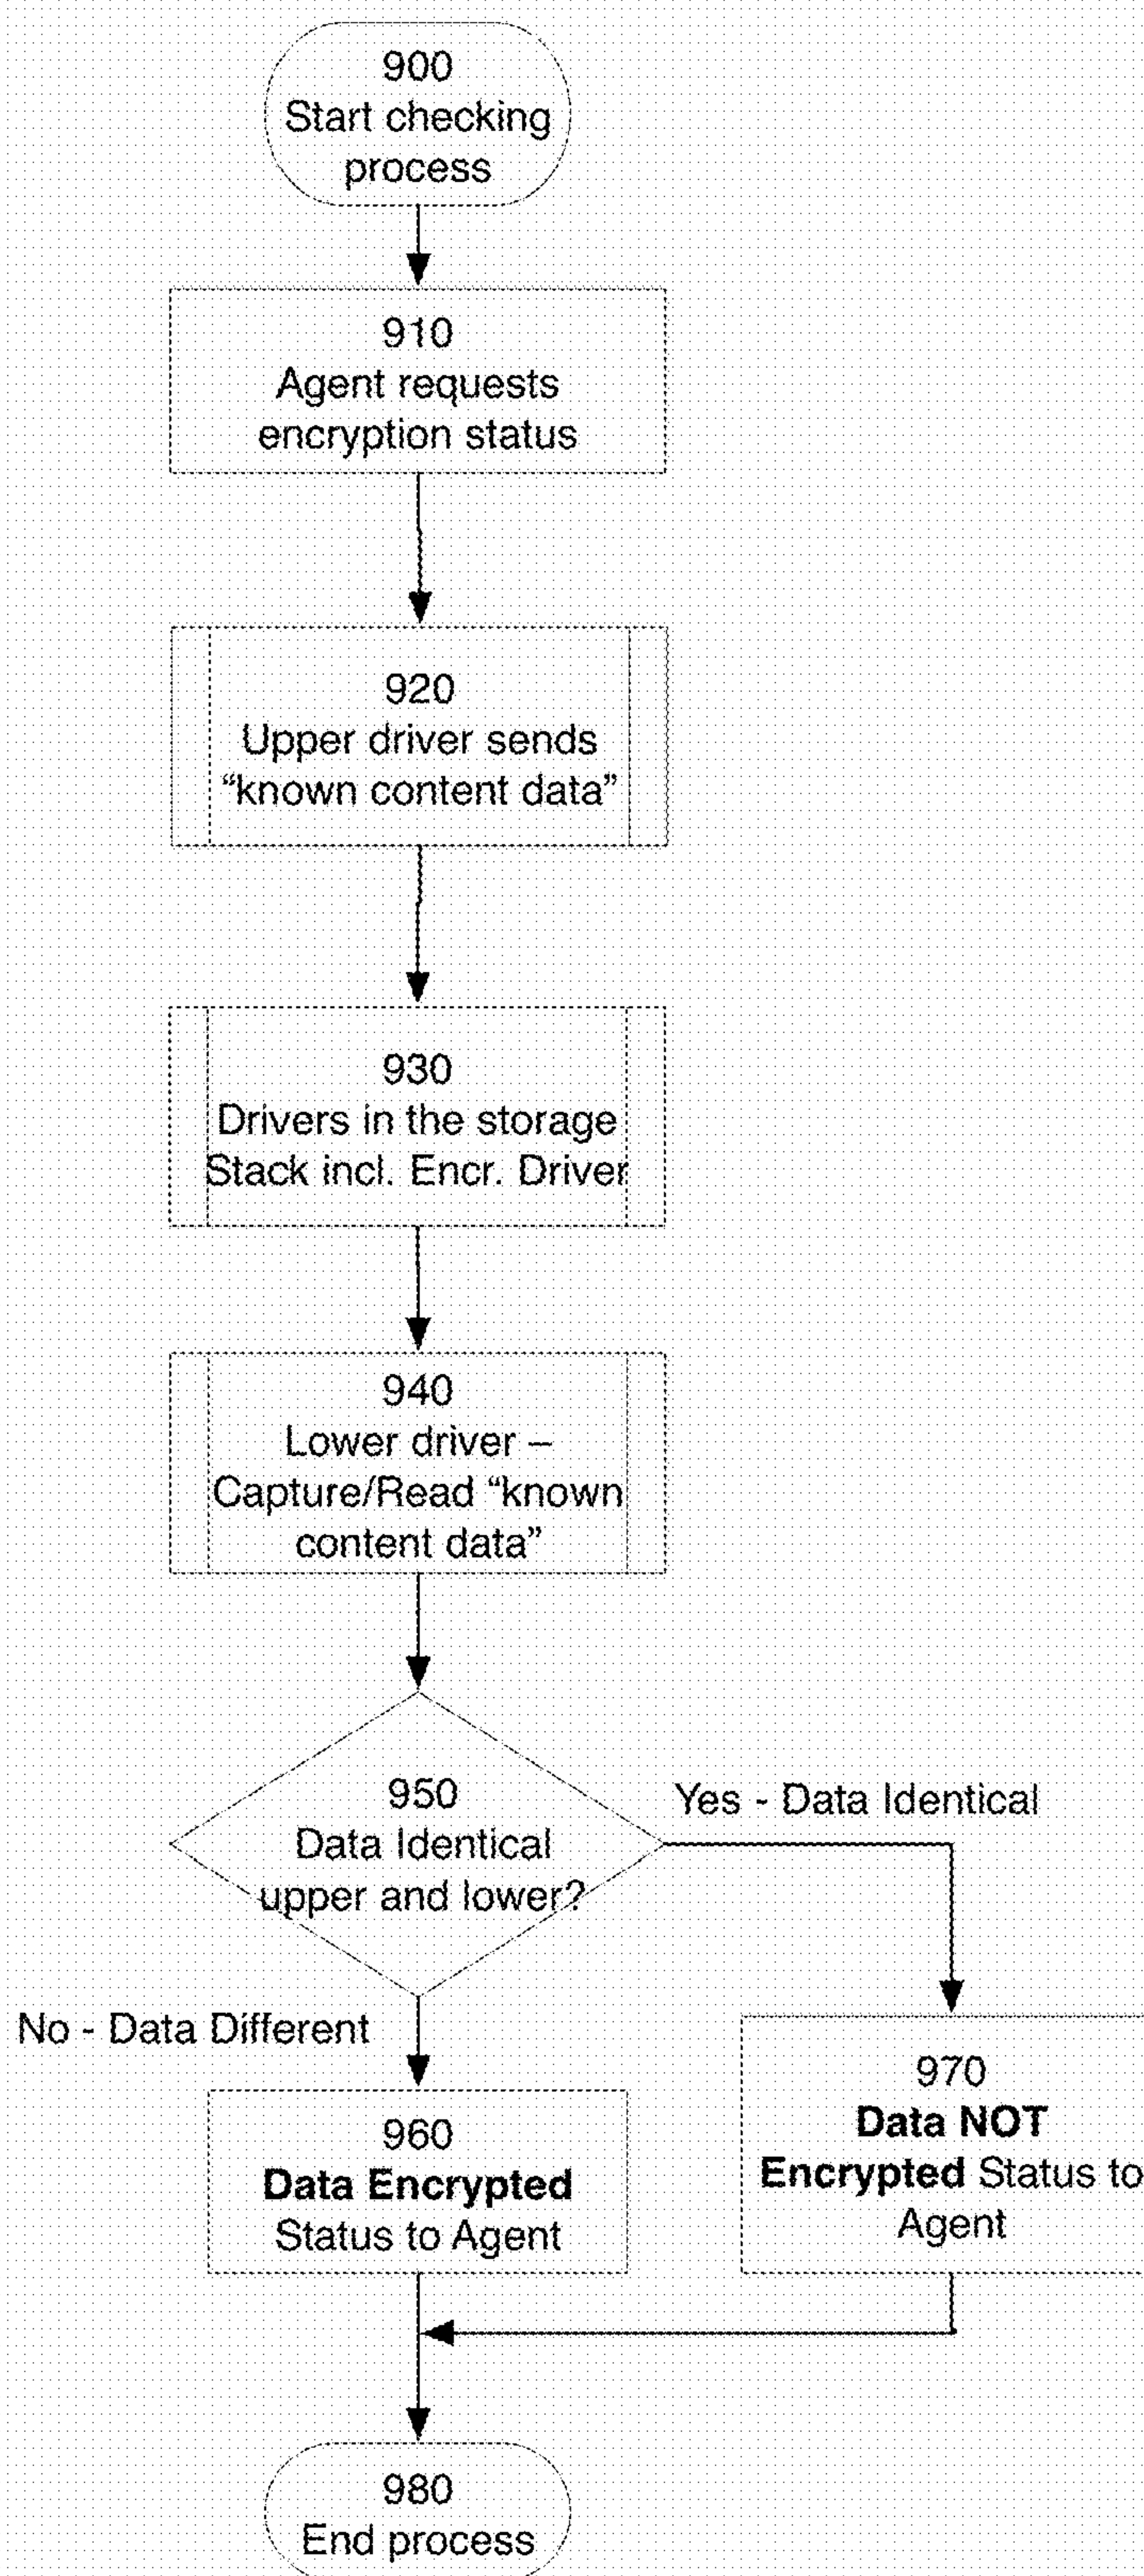 900
Start checking
process
910
Agent requests
encryption status
920
Upper driver sends
“known content data”
930
Drivers in the storage
Stack incl. Encr. Driver
940
Lower driver –
Capture/Read “known
content data”
950
Data Identical
upper and lower?
Yes - Data Identical
No - Data Different
960
Data Encrypted
Status to Agent
970
Data NOT
Encrypted Status to
Agent
980
End process